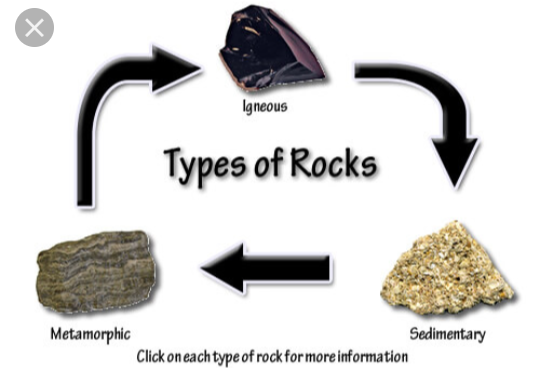 Igneous
Types of Rocks
Metamorphic
Sedimentary
Click on each type of rock for more information